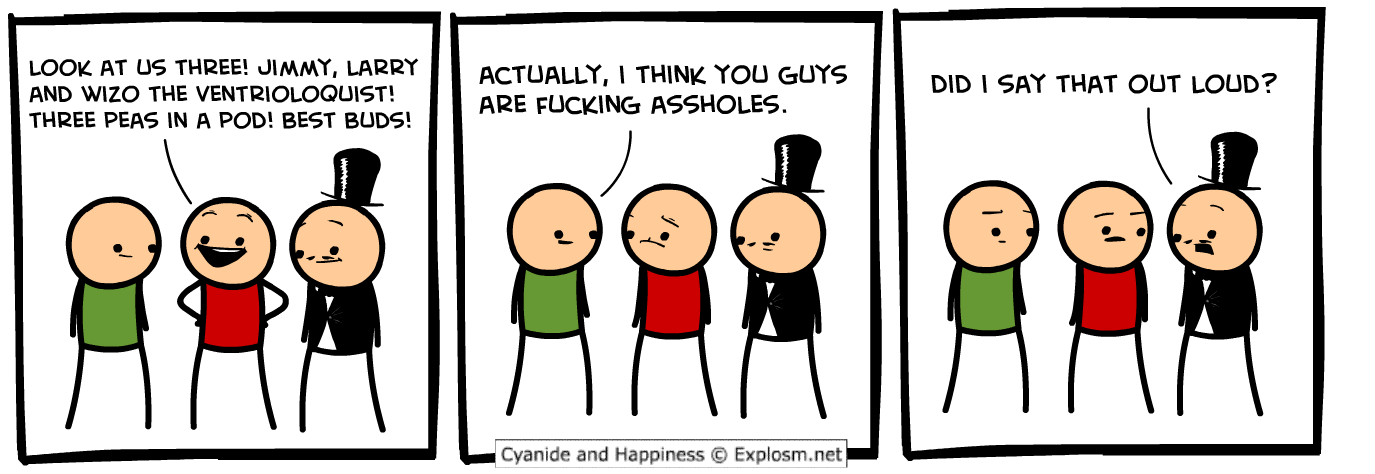 LOOK AT US THREE! JIMMY, LARRY
AND WIZO THE VENTRIOLOQUIST!
THREE PEAS IN A POD! BEST BUDS!
ACTUALLY, I THINK YOU GUYS
ARE FUCKING ASSHOLES.
DID I SAY THAT OUT LOUD?
Cyanide and Happiness © Explosm.net